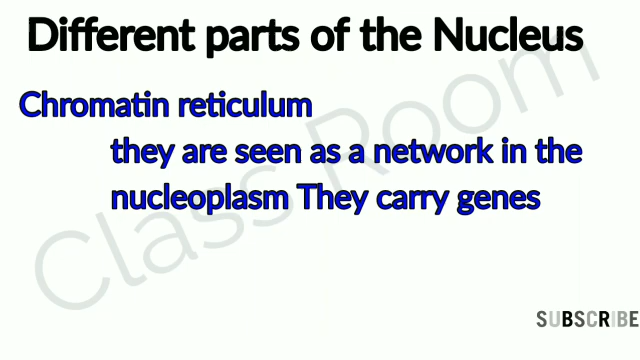 Different parts of the Nucleus
Chromatin reticulum
they are seen as a network in the
nucleoplasm They carry genes
Class Room
SUBSCRIBE